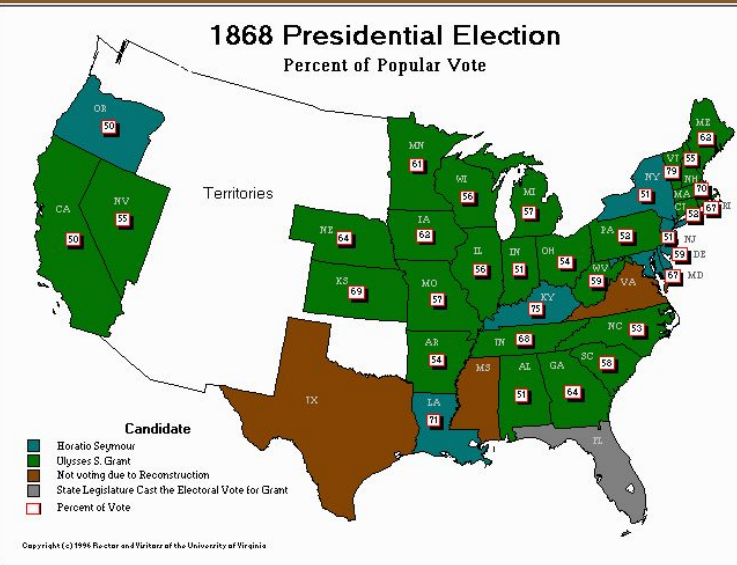 1868 Presidential Election
Percent of Popular Vote
OR
50
CA
50
NV
55
Territories
NE
64
KS
69
MN
61
IA
62
MO
57
AR
54
LA
71
TX
WI
56
IL
56
MI
57
IN
51
OH
54
KY
75
TN
68
MS
AL
51
GA
64
FL
SC
58
NC
53
VA
WV
59
PA
52
NY
51
VT
79
NH
55
ME
62
MA
70
CT
52
67
RI
51
NJ
59
DE
67
MD
Candidate
Horatio Seymour
Ulysses S. Grant
Not voting due to Reconstruction
State Legislature Cast the Electoral Vote for Grant
Percent of Vote
Copyright (c) 1996 Rector and Visitors of the University of Virginia